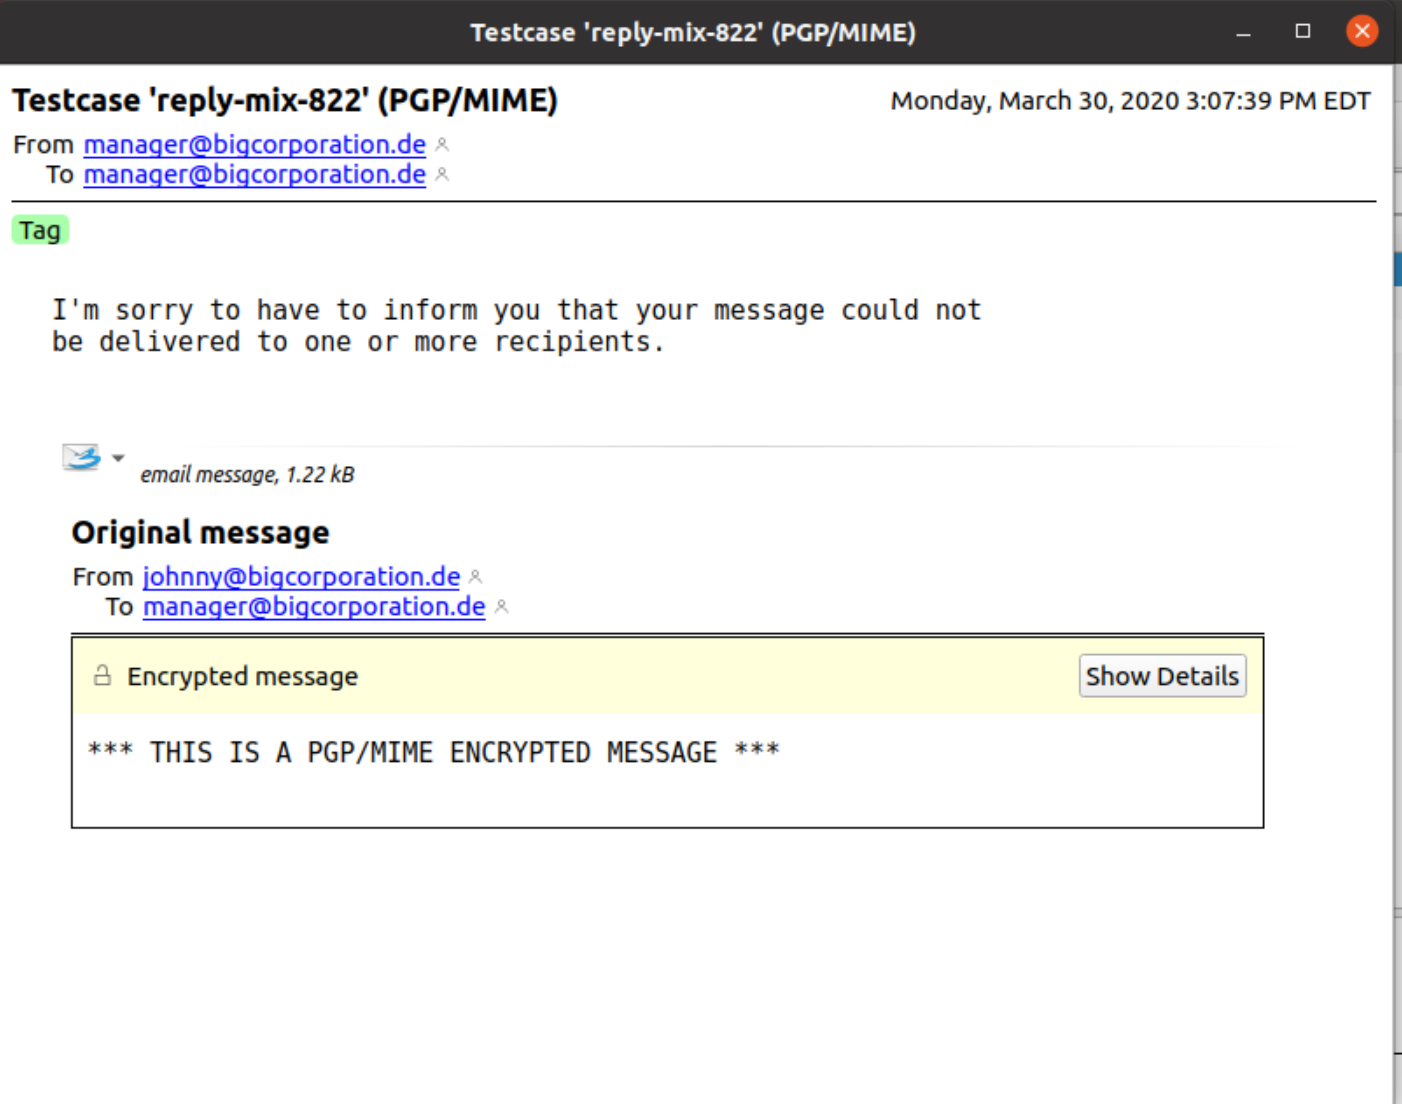 Testcase 'reply-mix-822' (PGP/MIME)
Testcase 'reply-mix-822' (PGP/MIME)
Monday, March 30, 2020 3:07:39 PM EDT
From manager@bigcorporation.de
To manager@bigcorporation.de
Tag
I'm sorry to have to inform you that your message could not
be delivered to one or more recipients.
email message, 1.22 kB
Original message
From johnny@bigcorporation.de
To manager@bigcorporation.de
Encrypted message
Show Details
*** THIS IS A PGP/MIME ENCRYPTED MESSAGE ***